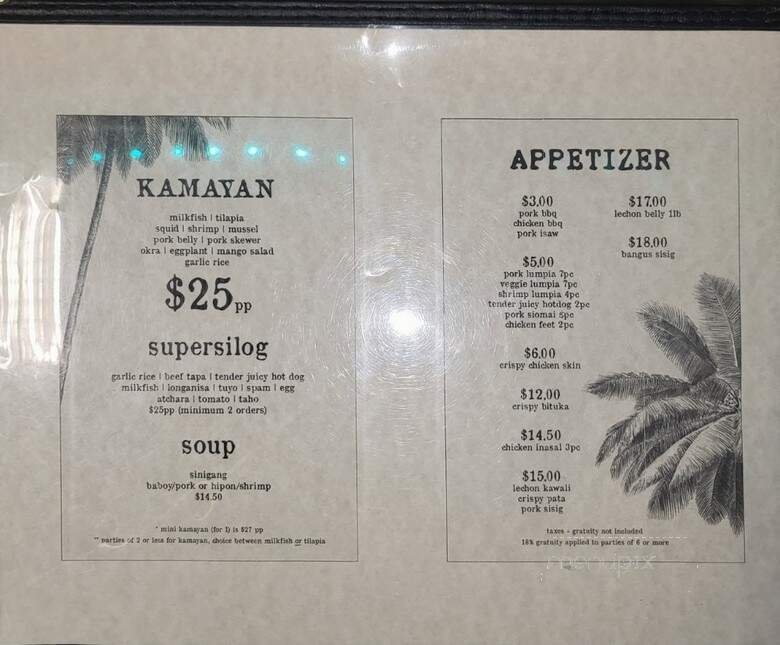 KAMAYAN
milkfish | tilapia
squid | shrimp | mussel
pork belly | pork skewer
okra | eggplant | mango salad
garlic rice
$25pp
supersilog
garlic rice | beef tapa | tender juicy hot dog
milkfish | longanisa | tuyo | spam | egg
atchara | tomato | taho
$25pp (minimum 2 orders)
soup
sinigang
baboy/pork or hipon/shrimp
$14.50
* mini kamayan (for 1) is $27 pp
** parties of 2 or less for kamayan, choice between milkfish or tilapia
APPETIZER
$3.00
pork bbq
chicken bbq
pork isaw
$5.00
pork lumpia 7pc
veggie lumpia 7pc
shrimp lumpia 4pc
tender juicy hotdog 2pc
pork siomai 5pc
chicken feet 2pc
$6.00
crispy chicken skin
$12.00
crispy bituka
$14.50
chicken inasal 3pc
$15.00
lechon kawali
crispy pata
pork sisig
$17.00
lechon belly 1lb
$18.00
bangus sisig
taxes + gratuity not included
18% gratuity applied to parties of 6 or more
menupix